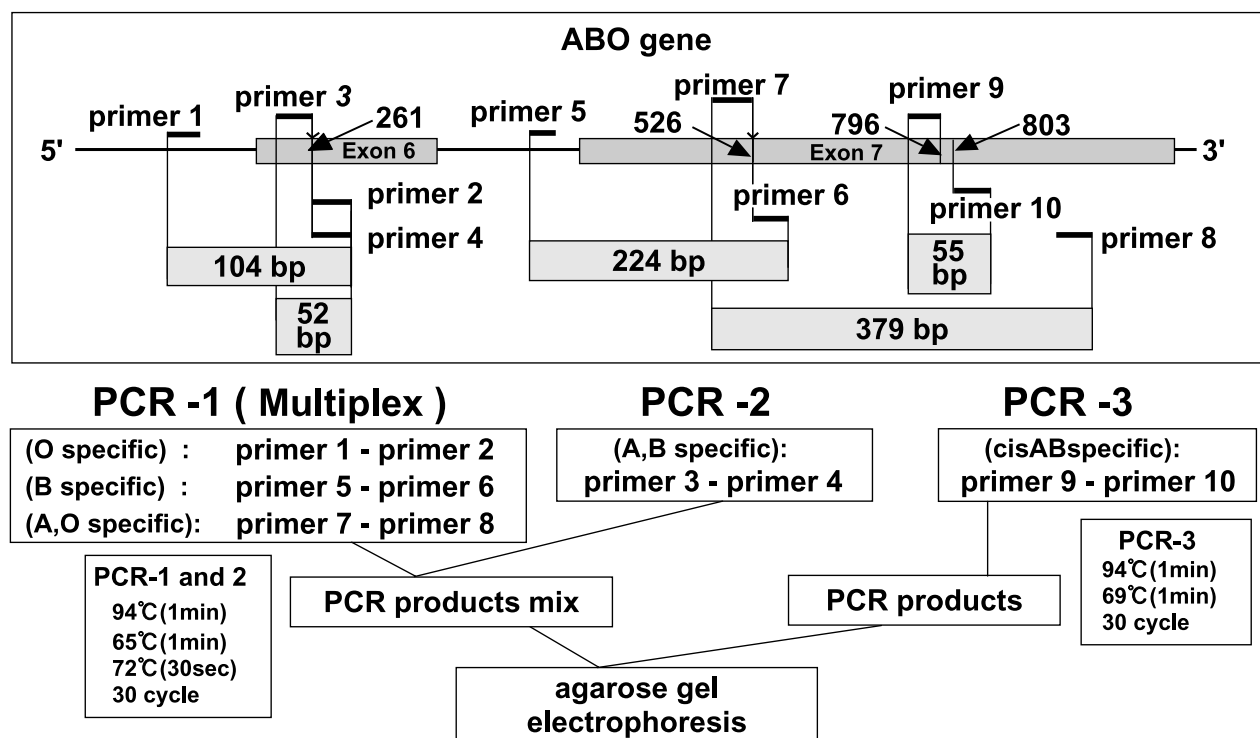 ABO gene
primer 1
primer 3
261
primer 5
primer 7
526
primer 9
796
803
5'
Exon 6
Exon 7
3'
primer 2
primer 4
primer 6
primer 10
primer 8
104 bp
52
bp
224 bp
55
bp
379 bp
PCR -1 ( Multiplex )
(O specific) : primer 1 - primer 2
(B specific) : primer 5 - primer 6
(A,O specific): primer 7 - primer 8
PCR -2
(A,B specific):
primer 3 - primer 4
PCR -3
(cisABspecific):
primer 9 - primer 10
PCR-1 and 2
94℃(1min)
65℃(1min)
72℃(30sec)
30 cycle
PCR products mix
PCR products
PCR-3
94℃(1min)
69℃(1min)
30 cycle
agarose gel
electrophoresis